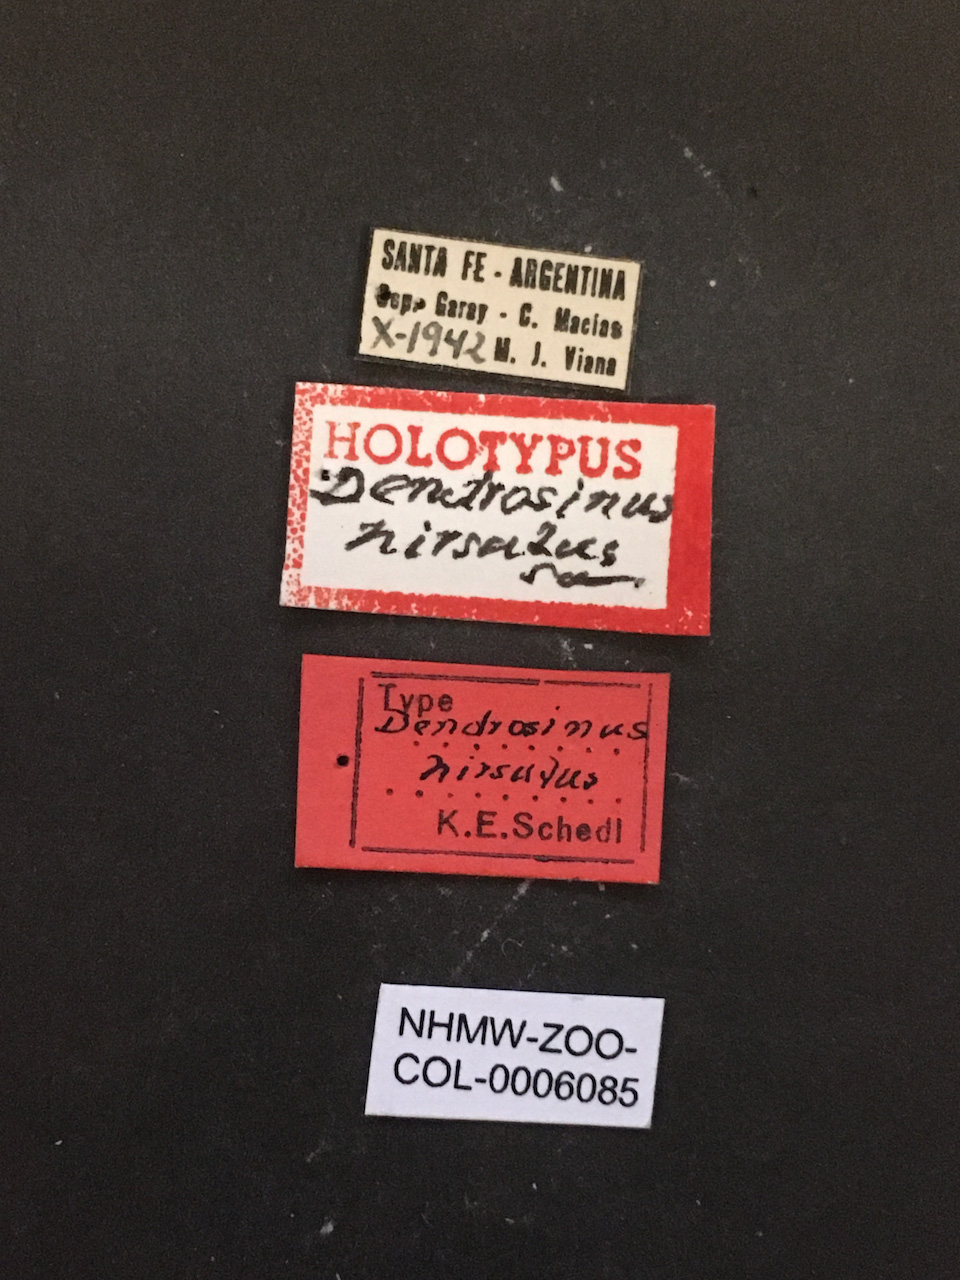 SANTA FE - ARGENTINA
Dep. Garay - C. Macias
X-1942 M. J. Viana
HOLOTYPUS
Dendrosinus
hirsutus
Type
Dendrosinus
hirsutus
K.E.Schedl
NHMW-ZOO-
COL-0006085